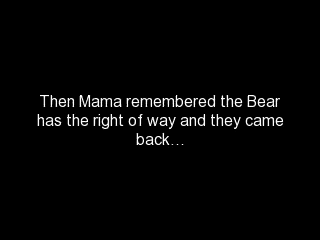 Then Mama remembered the Bear
has the right of way and they came
back…